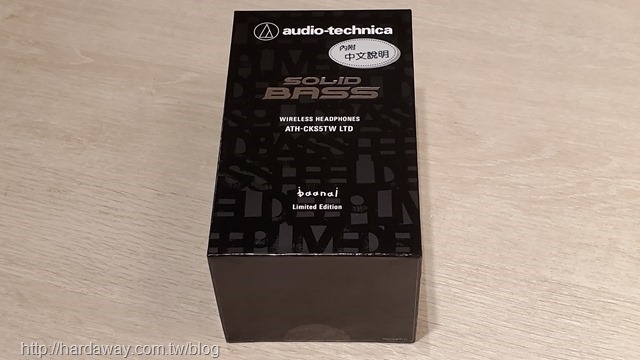 audio-technica
內附
中文說明
SOLID
BASS
WIRELESS HEADPHONES
ATH-CKS5TW LTD
baanai
Limited Edition
http://hardaway.com.tw/blog